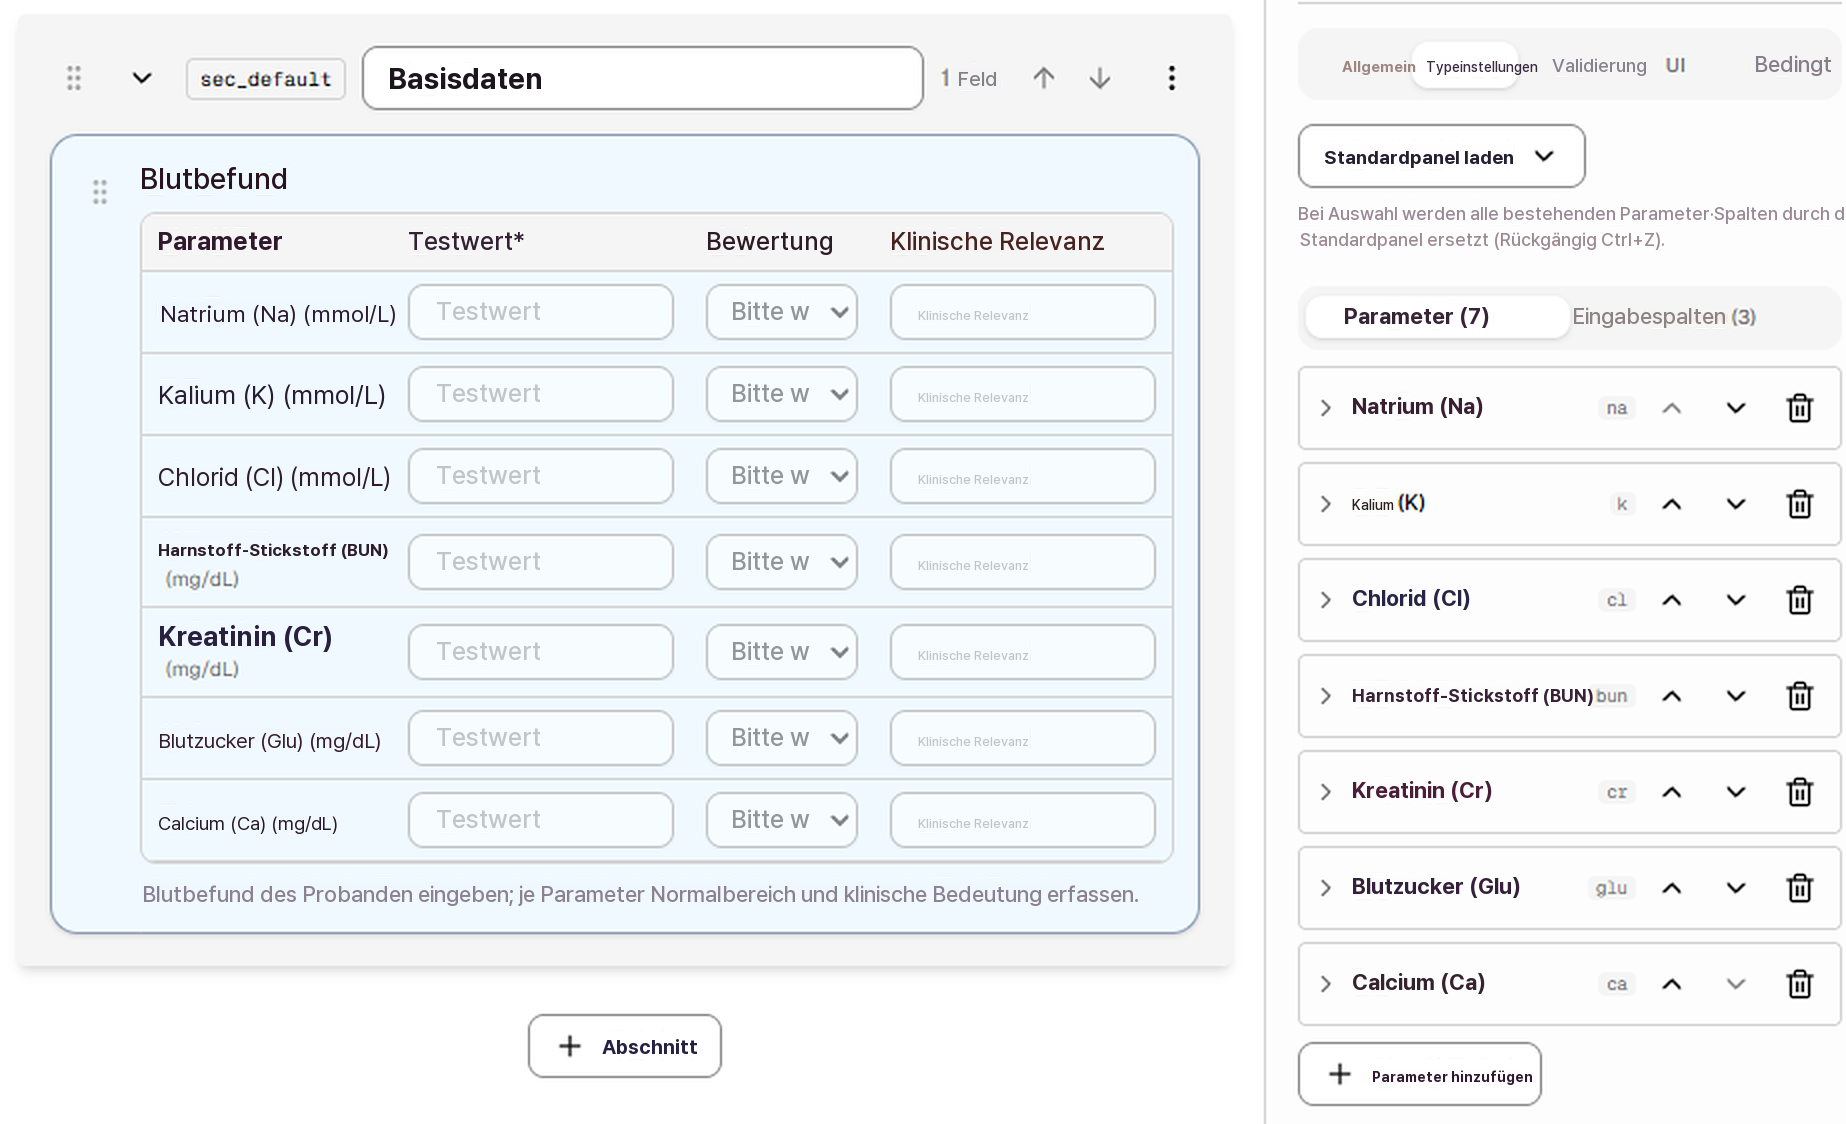 sec_default
Basisdaten
1 Feld
Blutbefund
Parameter Testwert* Bewertung Klinische Relevanz
Natrium (Na) (mmol/L) Testwert Bitte w Klinische Relevanz
Kalium (K) (mmol/L) Testwert Bitte w Klinische Relevanz
Chlorid (Cl) (mmol/L) Testwert Bitte w Klinische Relevanz
Harnstoff-Stickstoff (BUN)
(mg/dL) Testwert Bitte w Klinische Relevanz
Kreatinin (Cr)
(mg/dL) Testwert Bitte w Klinische Relevanz
Blutzucker (Glu) (mg/dL) Testwert Bitte w Klinische Relevanz
Calcium (Ca) (mg/dL) Testwert Bitte w Klinische Relevanz
Blutbefund des Probanden eingeben; je Parameter Normalbereich und klinische Bedeutung erfassen.
+ Abschnitt
Allgemein Typeinstellungen Validierung UI Bedingt
Standardpanel laden
Bei Auswahl werden alle bestehenden Parameter·Spalten durch d
Standardpanel ersetzt (Rückgängig Ctrl+Z).
Parameter (7) Eingabespalten (3)
Natrium (Na) na
Kalium (K) k
Chlorid (Cl) cl
Harnstoff-Stickstoff (BUN) bun
Kreatinin (Cr) cr
Blutzucker (Glu) glu
Calcium (Ca) ca
+ Parameter hinzufügen